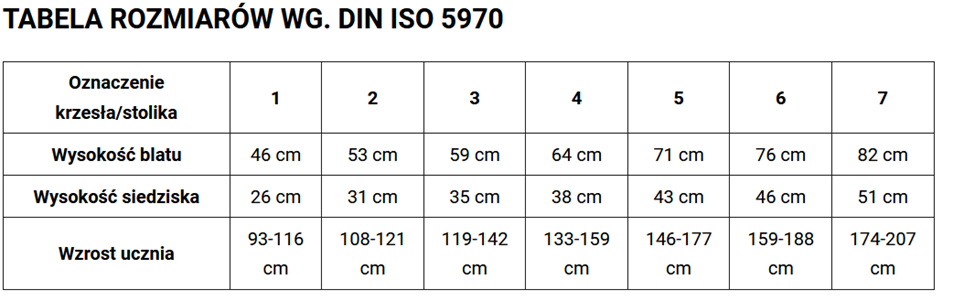 TABELA ROZMIARÓW WG. DIN ISO 5970
Oznaczenie
krzesła/stolika 1 2 3 4 5 6 7
Wysokość blatu 46 cm 53 cm 59 cm 64 cm 71 cm 76 cm 82 cm
Wysokość siedziska 26 cm 31 cm 35 cm 38 cm 43 cm 46 cm 51 cm
Wzrost ucznia 93-116 108-121 119-142 133-159 146-177 159-188 174-207
cm cm cm cm cm cm cm